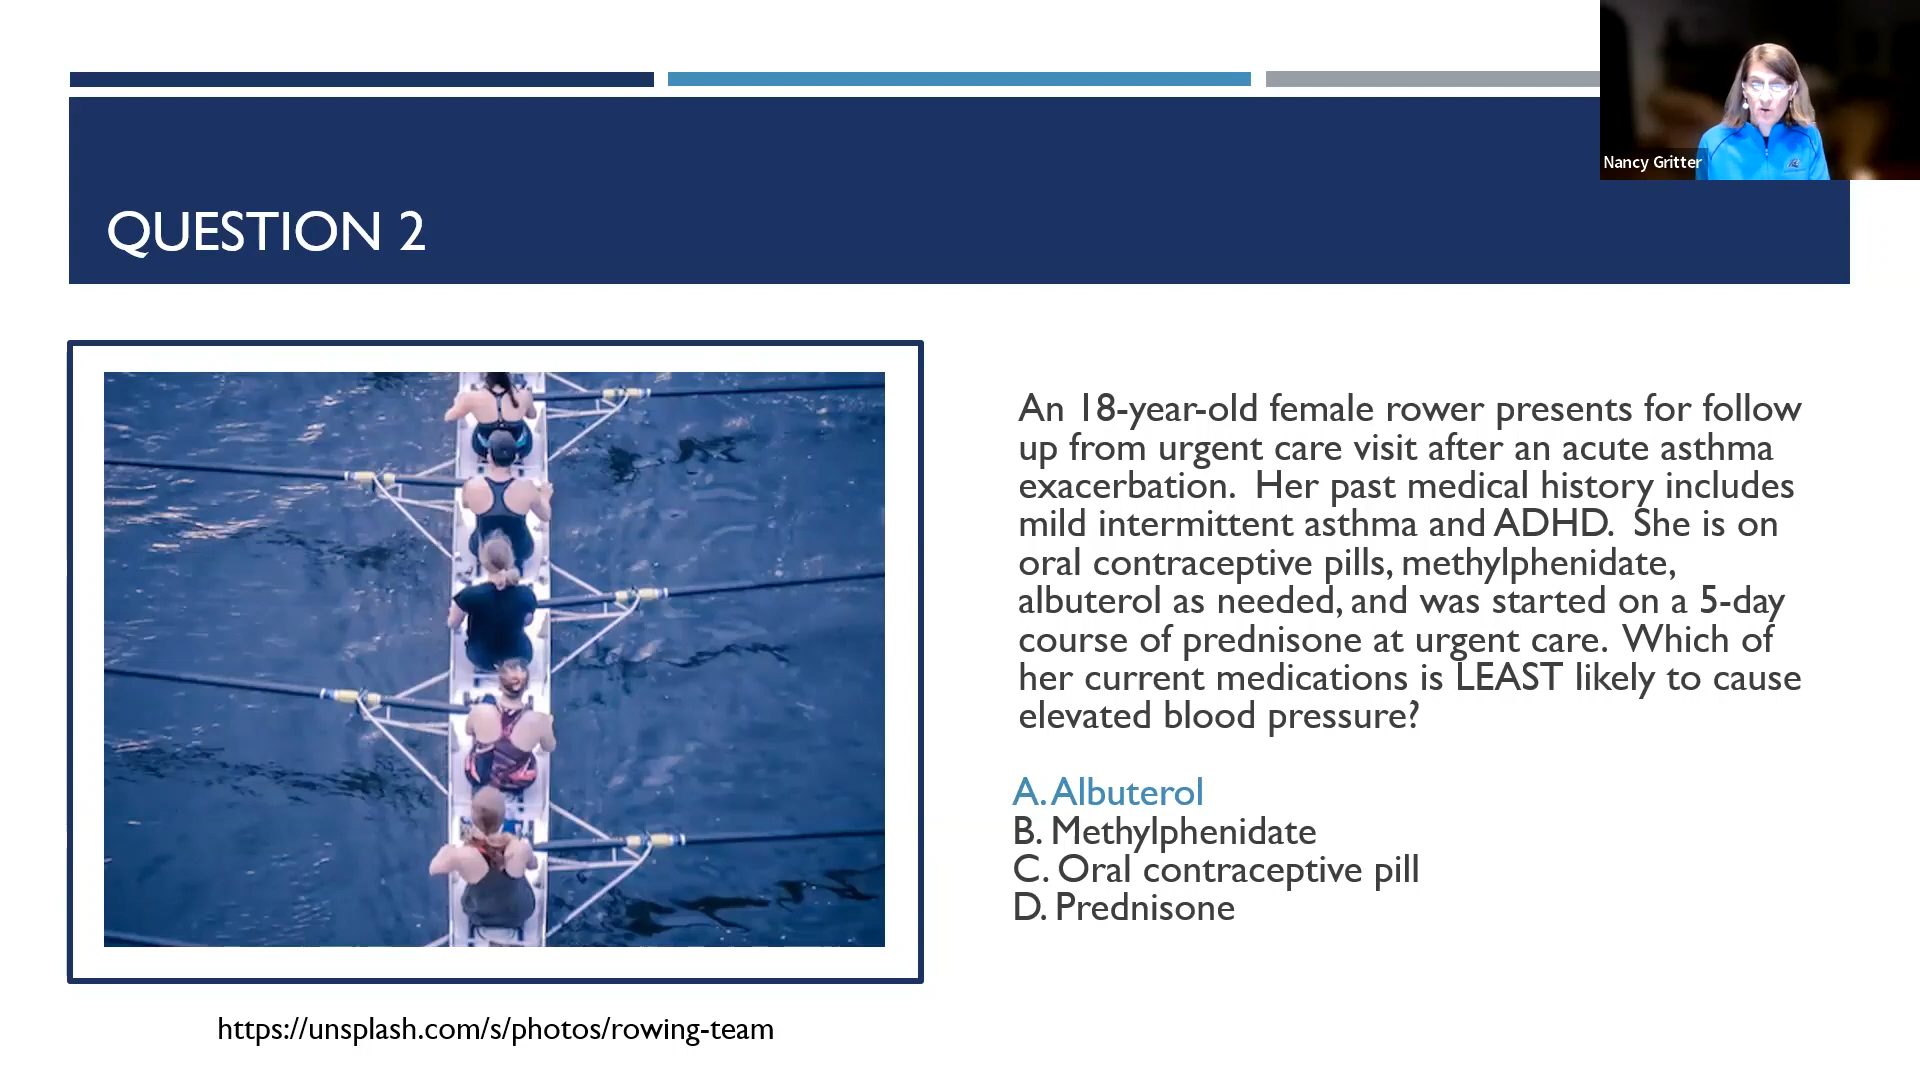 Nancy Gritter
QUESTION 2
An 18-year-old female rower presents for follow
up from urgent care visit after an acute asthma
exacerbation.  Her past medical history includes
mild intermittent asthma and ADHD.  She is on
oral contraceptive pills, methylphenidate,
albuterol as needed, and was started on a 5-day
course of prednisone at urgent care.  Which of
her current medications is LEAST likely to cause
elevated blood pressure?
A. Albuterol
B. Methylphenidate
C. Oral contraceptive pill
D. Prednisone
https://unsplash.com/s/photos/rowing-team